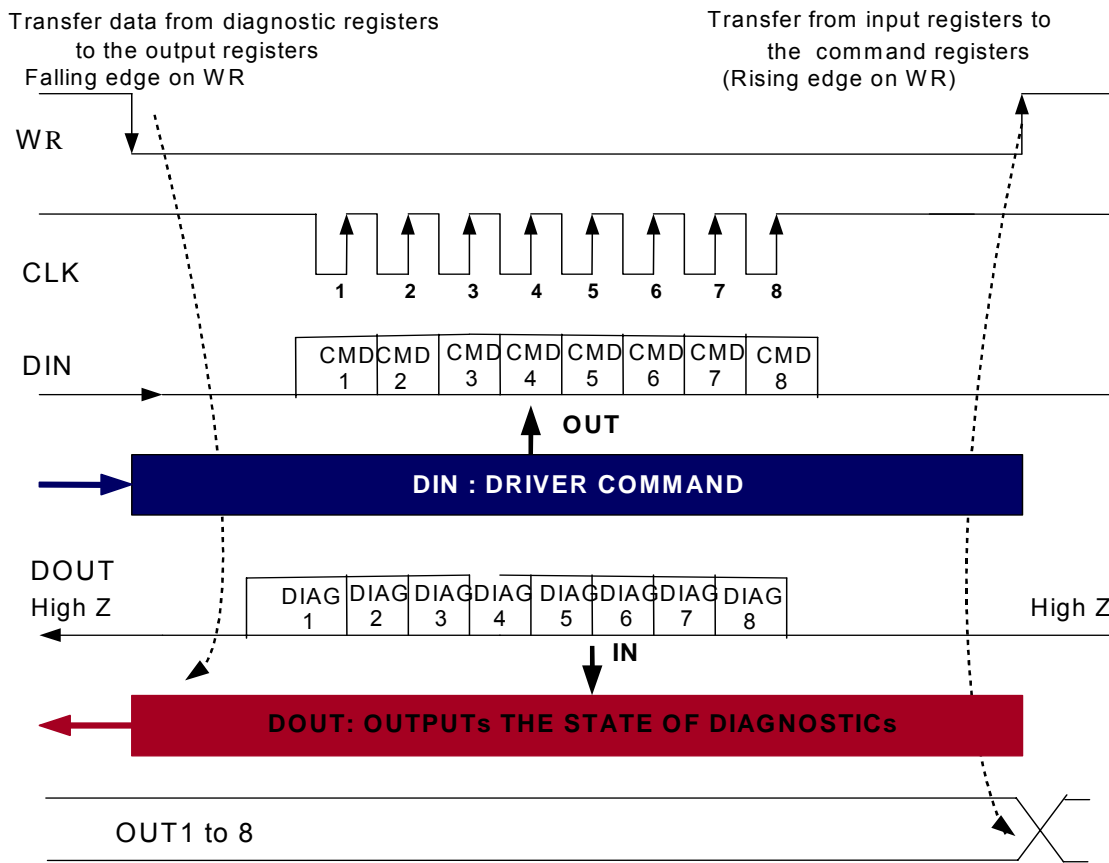 Transfer data from diagnostic registers
to the output registers
Falling edge on WR
Transfer from input registers to
the command registers
(Rising edge on WR)
WR
CLK
1 2 3 4 5 6 7 8
DIN
CMD CMD CMD CMD CMD CMD CMD CMD
1 2 3 4 5 6 7 8
OUT
DIN : DRIVER COMMAND
DOUT
High Z
DIAG DIAG DIAG DIAG DIAG DIAG DIAG DIAG
1 2 3 4 5 6 7 8
High Z
IN
DOUT: OUTPUTs THE STATE OF DIAGNOSTICs
OUT1 to 8